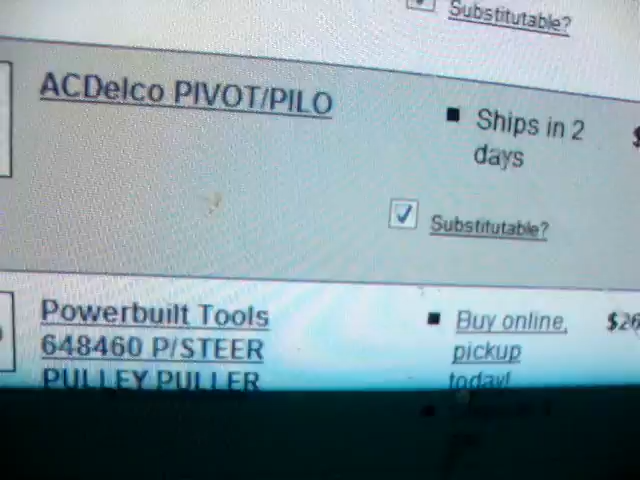 Substitutable?
ACDelco PIVOT/PILO
Ships in 2
days
$
Substitutable?
Powerbuilt Tools
648460 P/STEER
PULLEY PULLER
Buy online,
pickup
today!
$26